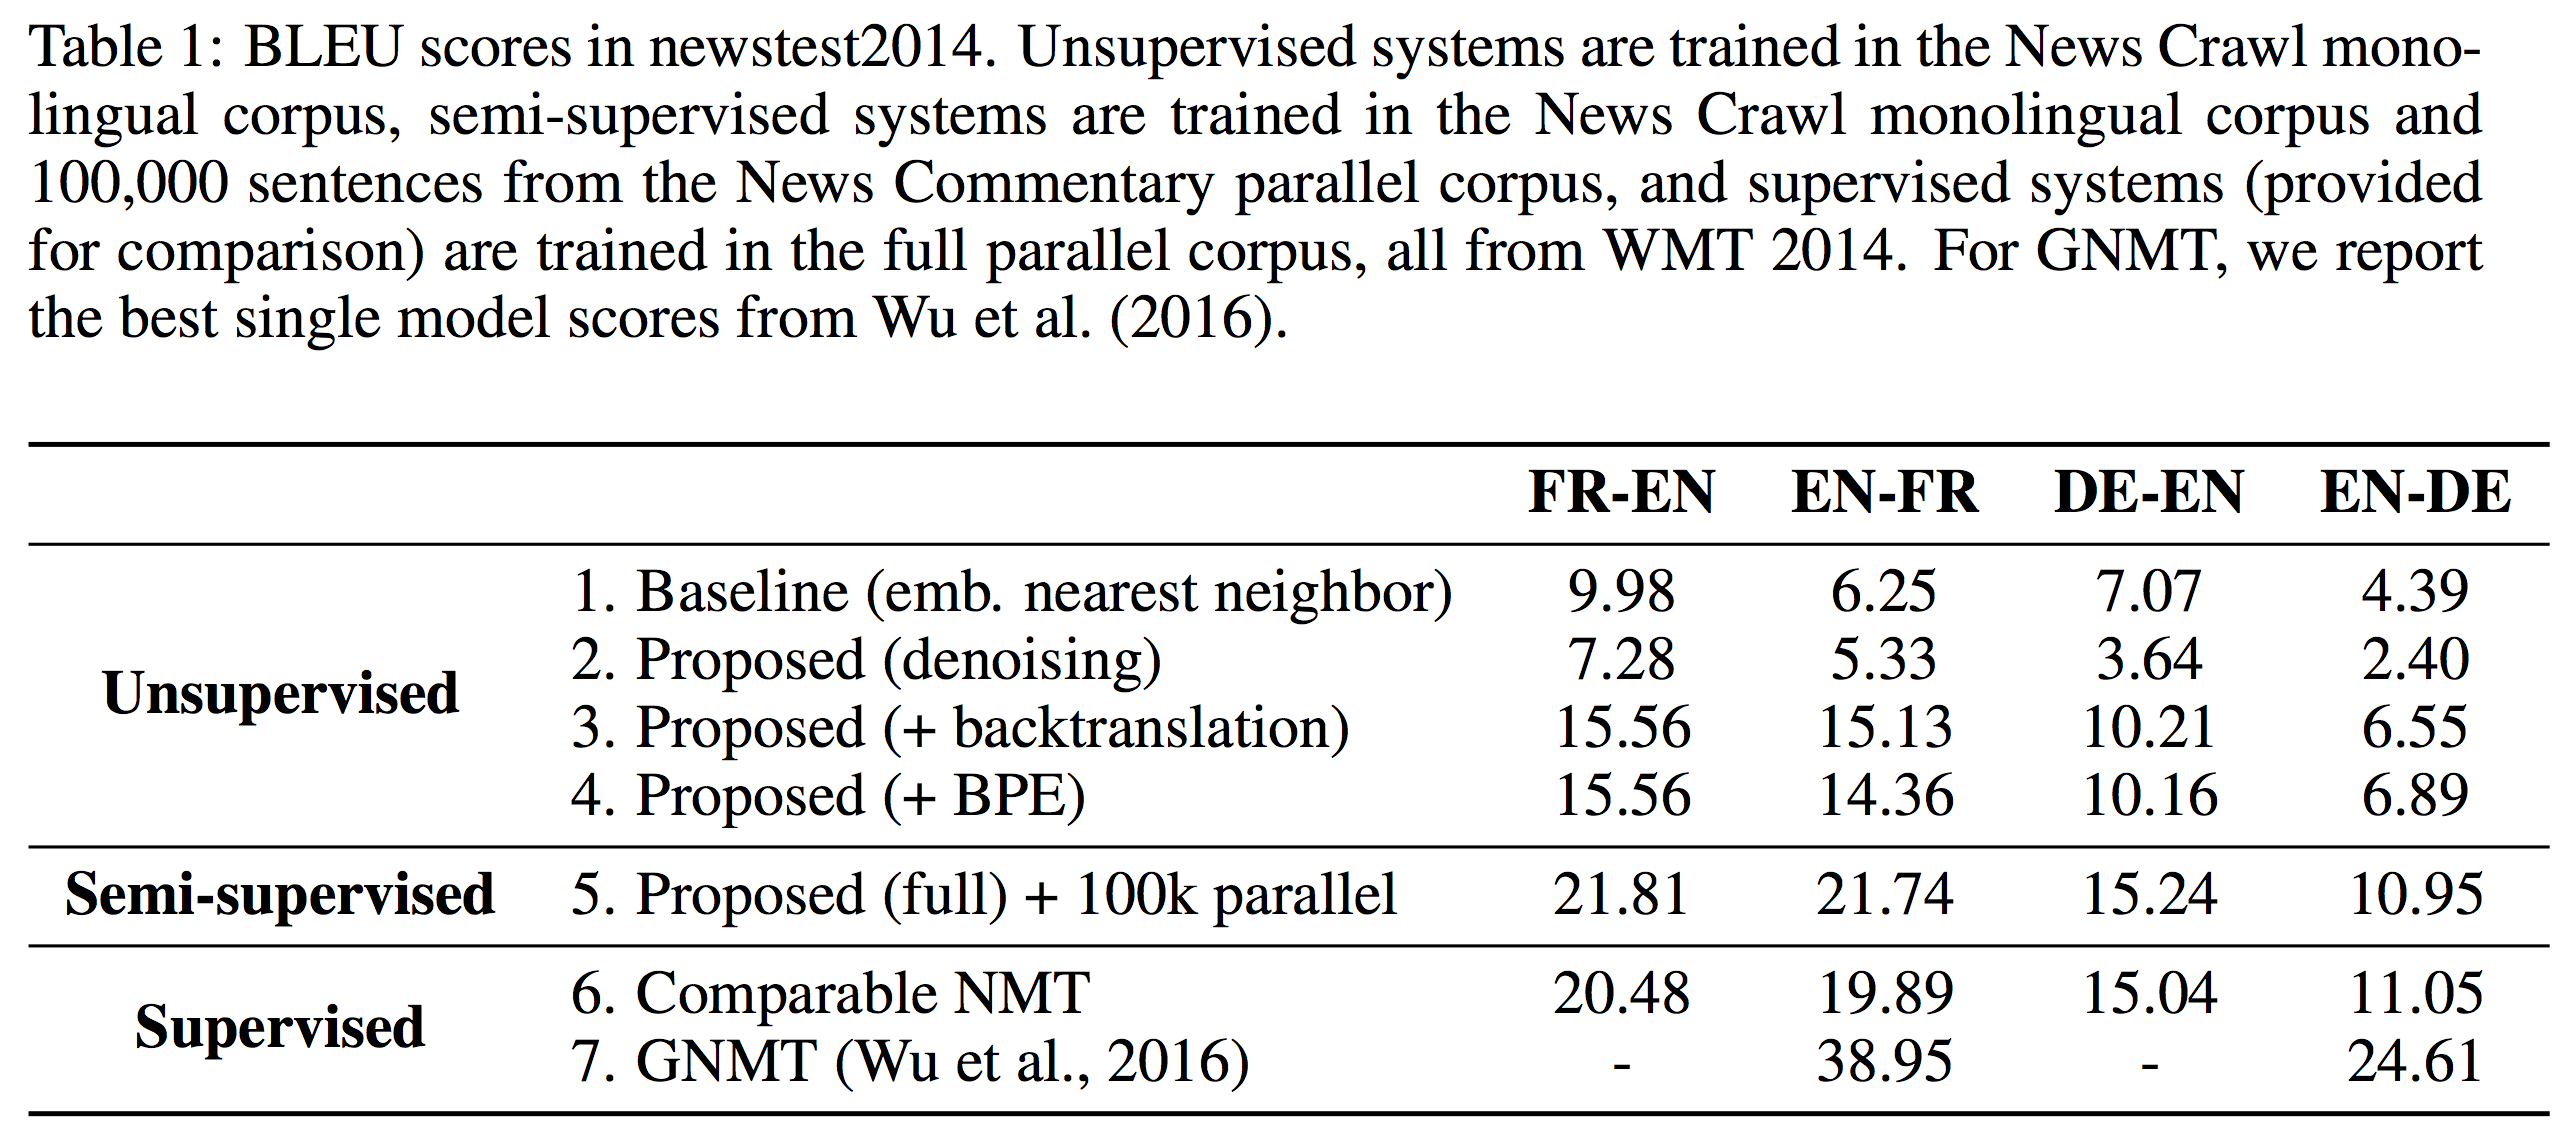 Table 1: BLEU scores in newstest2014. Unsupervised systems are trained in the News Crawl mono-
lingual corpus, semi-supervised systems are trained in the News Crawl monolingual corpus and
100,000 sentences from the News Commentary parallel corpus, and supervised systems (provided
for comparison) are trained in the full parallel corpus, all from WMT 2014. For GNMT, we report
the best single model scores from Wu et al. (2016).
FR-EN EN-FR DE-EN EN-DE
Unsupervised
1. Baseline (emb. nearest neighbor) 9.98 6.25 7.07 4.39
2. Proposed (denoising) 7.28 5.33 3.64 2.40
3. Proposed (+ backtranslation) 15.56 15.13 10.21 6.55
4. Proposed (+ BPE) 15.56 14.36 10.16 6.89
Semi-supervised 5. Proposed (full) + 100k parallel 21.81 21.74 15.24 10.95
Supervised
6. Comparable NMT 20.48 19.89 15.04 11.05
7. GNMT (Wu et al., 2016) - 38.95 - 24.61